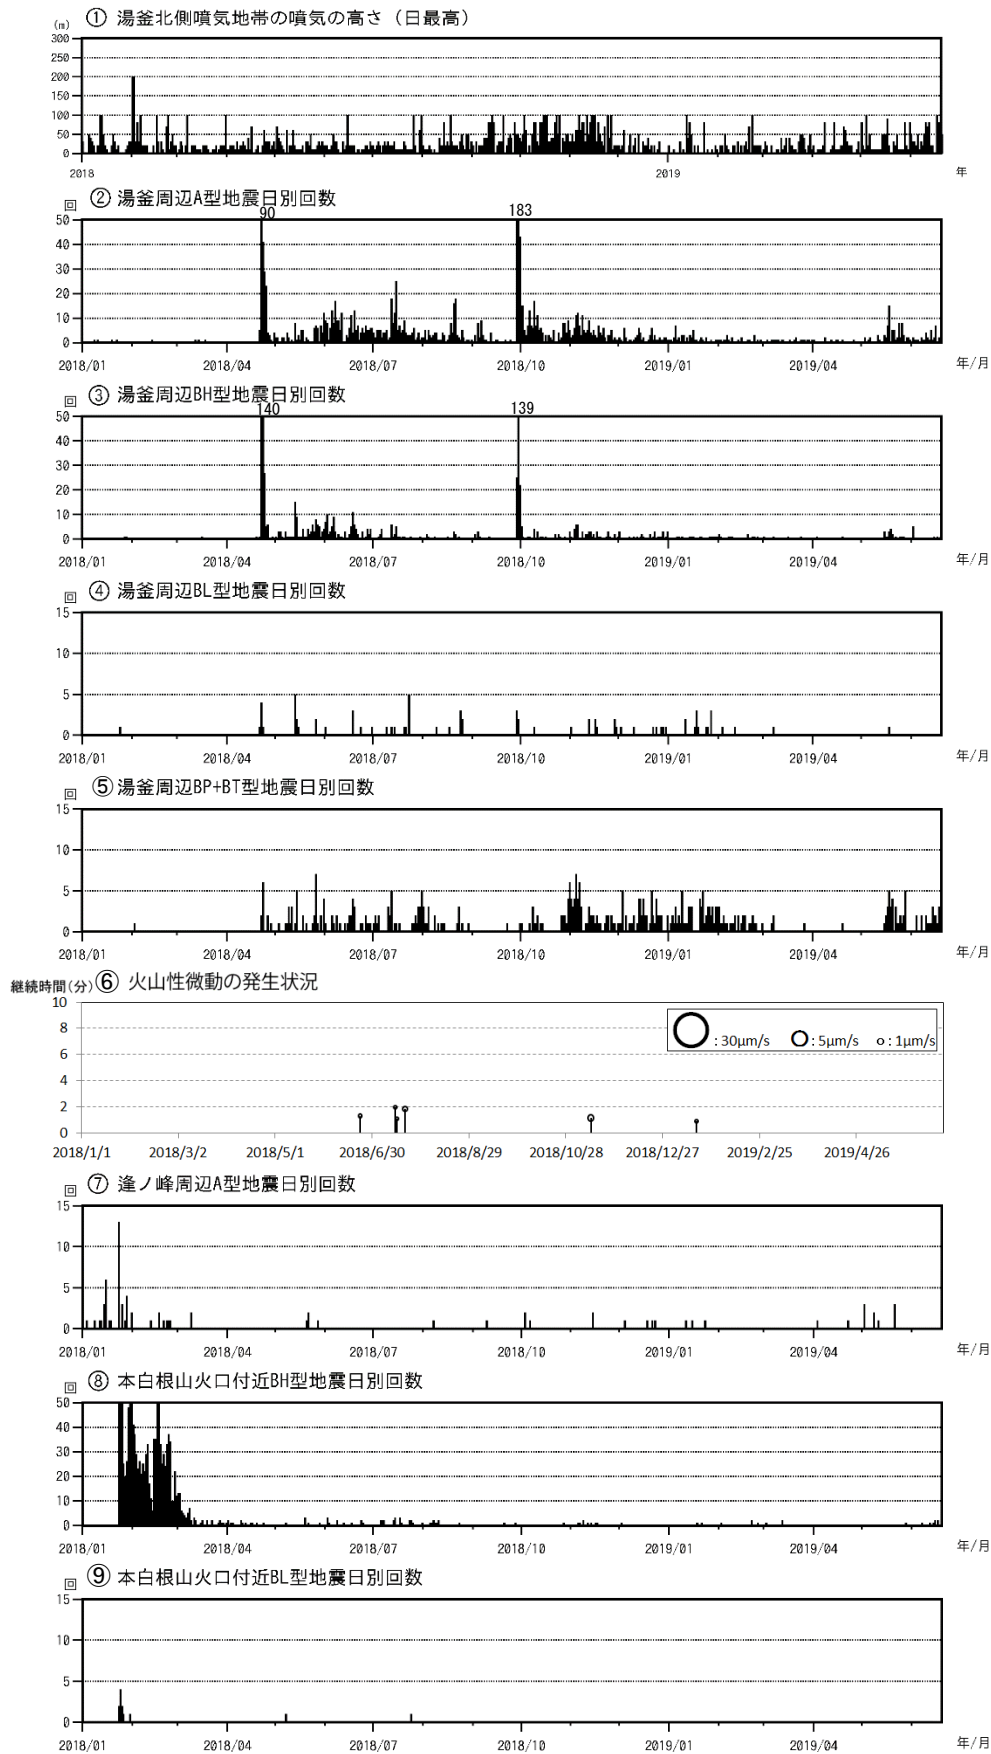 ① 湯釜北側噴気地帯の噴気の高さ（日最高）
(m)
300
250
200
150
100
50
0
2018 2019 年
② 湯釜周辺A型地震日別回数
回 90 183
50
40
30
20
10
0
2018/01 2018/04 2018/07 2018/10 2019/01 2019/04 年/月
③ 湯釜周辺BH型地震日別回数
回 140 139
50
40
30
20
10
0
2018/01 2018/04 2018/07 2018/10 2019/01 2019/04 年/月
④ 湯釜周辺BL型地震日別回数
回
15
10
5
0
2018/01 2018/04 2018/07 2018/10 2019/01 2019/04 年/月
⑤ 湯釜周辺BP+BT型地震日別回数
回
15
10
5
0
2018/01 2018/04 2018/07 2018/10 2019/01 2019/04 年/月
継続時間(分) ⑥ 火山性微動の発生状況
10
8
6
4
2
0
: 30μm/s : 5μm/s : 1μm/s
2018/1/1 2018/3/2 2018/5/1 2018/6/30 2018/8/29 2018/10/28 2018/12/27 2019/2/25 2019/4/26
⑦ 逢ノ峰周辺A型地震日別回数
回
15
10
5
0
2018/01 2018/04 2018/07 2018/10 2019/01 2019/04 年/月
⑧ 本白根山火口付近BH型地震日別回数
回
50
40
30
20
10
0
2018/01 2018/04 2018/07 2018/10 2019/01 2019/04 年/月
⑨ 本白根山火口付近BL型地震日別回数
回
15
10
5
0
2018/01 2018/04 2018/07 2018/10 2019/01 2019/04 年/月